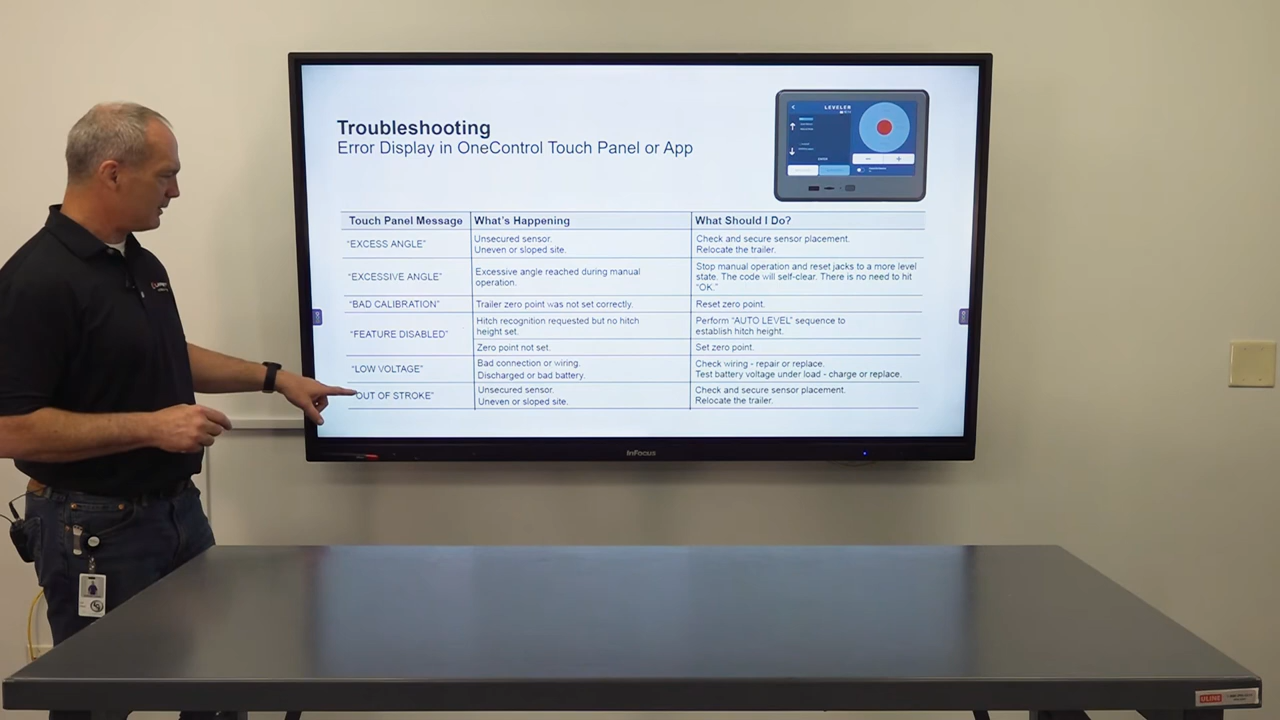 Troubleshooting
Error Display in OneControl Touch Panel or App
LEVELER
Touch Panel Message What's Happening What Should I Do?
"EXCESS ANGLE" Unsecured sensor. Check and secure sensor placement.
Uneven or sloped site. Relocate the trailer.
"EXCESSIVE ANGLE" Excessive angle reached during manual operation. Stop manual operation and reset jacks to a more level
state. The code will self-clear. There is no need to hit
"OK."
"BAD CALIBRATION" Trailer zero point was not set correctly. Reset zero point.
"FEATURE DISABLED" Hitch recognition requested but no hitch Perform "AUTO LEVEL" sequence to
height set. establish hitch height.
Zero point not set. Set zero point.
"LOW VOLTAGE" Bad connection or wiring. Check wiring - repair or replace.
Discharged or bad battery. Test battery voltage under load - charge or replace.
"OUT OF STROKE" Unsecured sensor. Check and secure sensor placement.
Uneven or sloped site. Relocate the trailer.
InFocus
ULINE